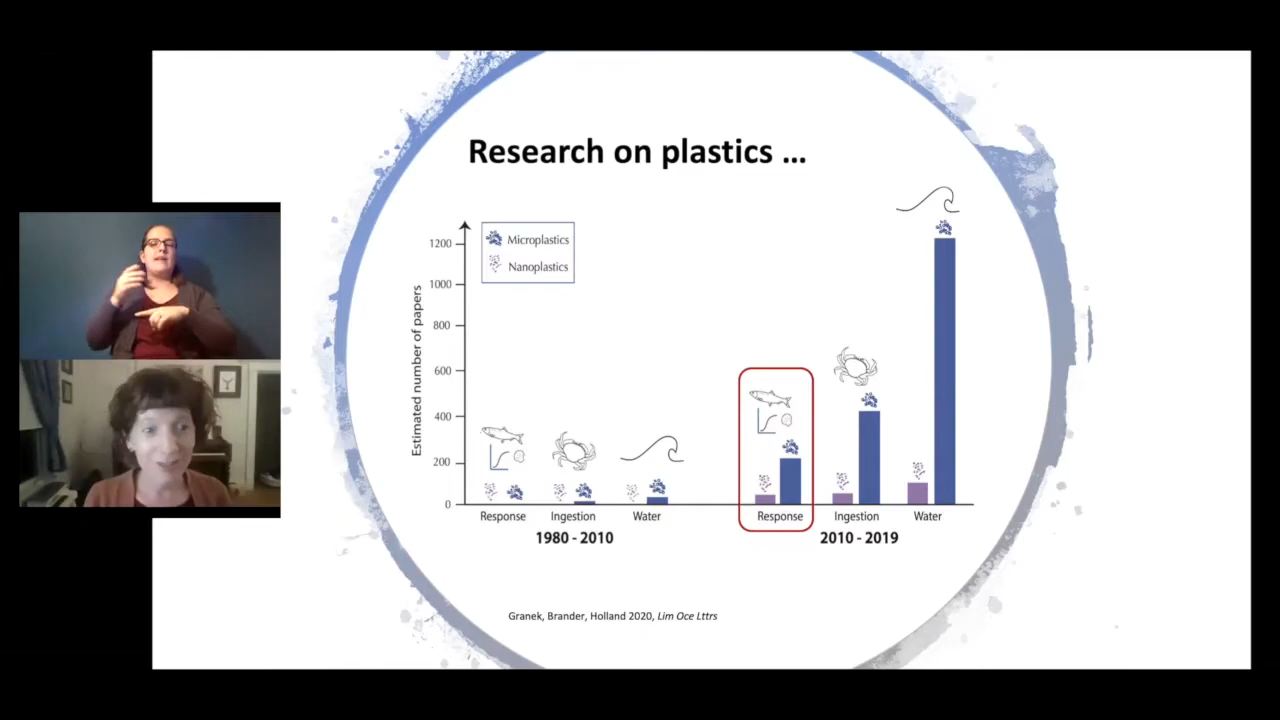 Research on plastics ...
Estimated number of papers
1200
1000
800
600
400
200
0
Microplastics
Nanoplastics
Response Ingestion Water Response Ingestion Water
1980 - 2010 2010 - 2019
Granek, Brander, Holland 2020, Lim Oce Lttrs